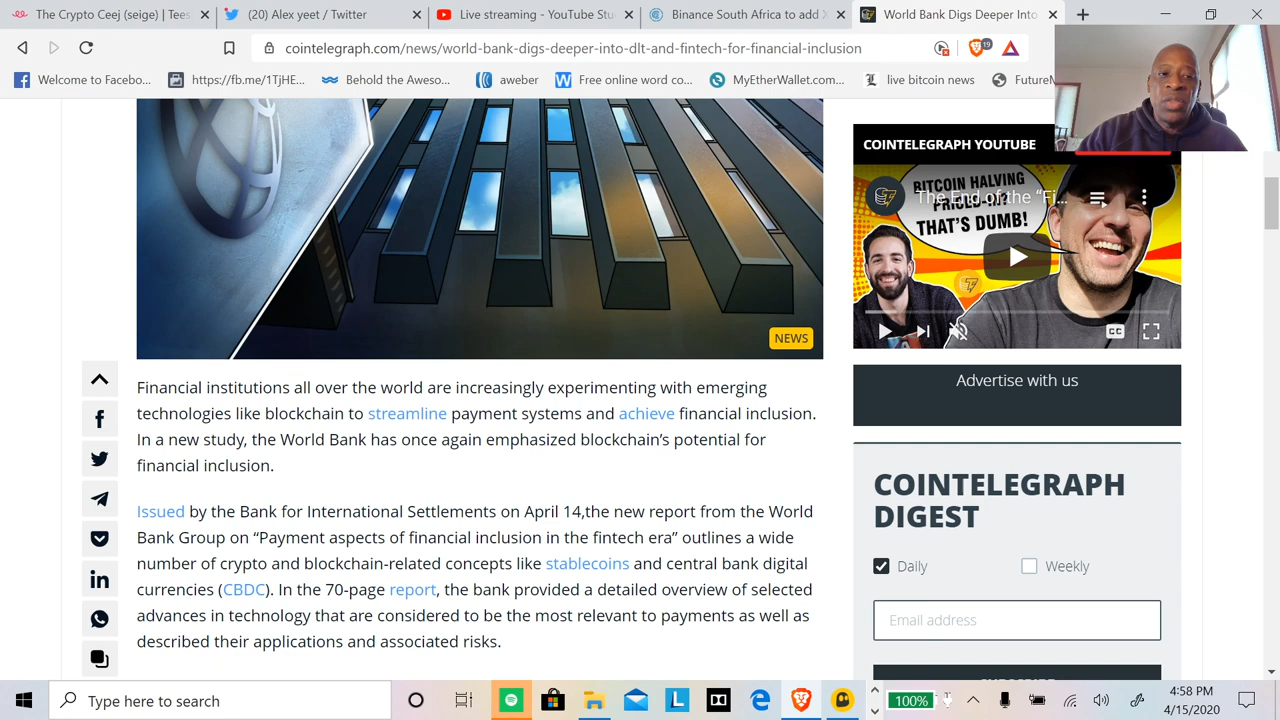 The Crypto Ceej (seigel) Tees
(20) Alex yeet / Twitter
Live streaming - YouTube Stu
Binance South Africa to add X
World Bank Digs Deeper Into
cointelegraph.com/news/world-bank-digs-deeper-into-dlt-and-fintech-for-financial-inclusion
19
Welcome to Facebo...
https://fb.me/1TjHE...
Behold the Aweso...
aweber
Free online word co...
MyEtherWallet.com...
live bitcoin news
FutureN
COINTELEGRAPH YOUTUBE
BITCOIN HALVING
PRICED-IN?
THAT'S DUMB!
The End of the “Fi...
CC
NEWS
Advertise with us
Financial institutions all over the world are increasingly experimenting with emerging
technologies like blockchain to streamline payment systems and achieve financial inclusion.
In a new study, the World Bank has once again emphasized blockchain’s potential for
financial inclusion.
Issued by the Bank for International Settlements on April 14,the new report from the World
Bank Group on “Payment aspects of financial inclusion in the fintech era” outlines a wide
number of crypto and blockchain-related concepts like stablecoins and central bank digital
currencies (CBDC). In the 70-page report, the bank provided a detailed overview of selected
advances in technology that are considered to be the most relevant to payments as well as
described their applications and associated risks.
COINTELEGRAPH
DIGEST
Daily
Weekly
Email address
Type here to search
100%
4:58 PM
4/15/2020